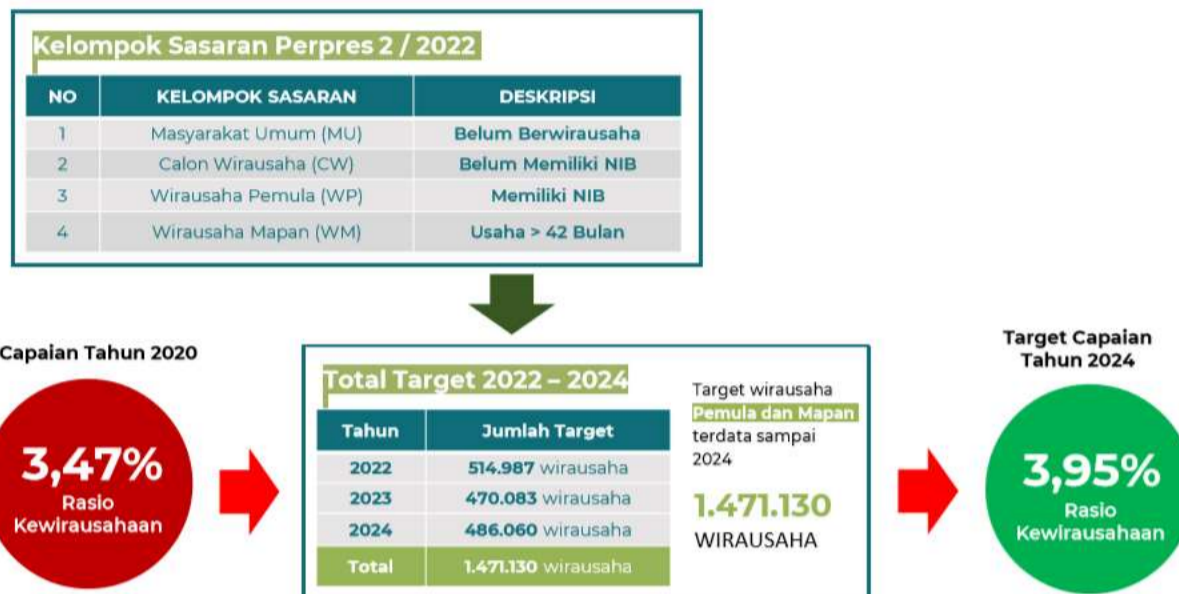 Kelompok Sasaran Perpres 2 / 2022
NO KELOMPOK SASARAN DESKRIPSI
1 Masyarakat Umum (MU) Belum Berwirausaha
2 Calon Wirausaha (CW) Belum Memiliki NIB
3 Wirausaha Pemula (WP) Memiliki NIB
4 Wirausaha Mapan (WM) Usaha > 42 Bulan
Capaian Tahun 2020
3,47%
Rasio
Kewirausahaan
Total Target 2022 – 2024
Tahun Jumlah Target
2022 514.987 wirausaha
2023 470.083 wirausaha
2024 486.060 wirausaha
Total 1.471.130 wirausaha
Target wirausaha
Pemula dan Mapan
terdata sampai
2024
1.471.130
WIRAUSAHA
Target Capaian
Tahun 2024
3,95%
Rasio
Kewirausahaan